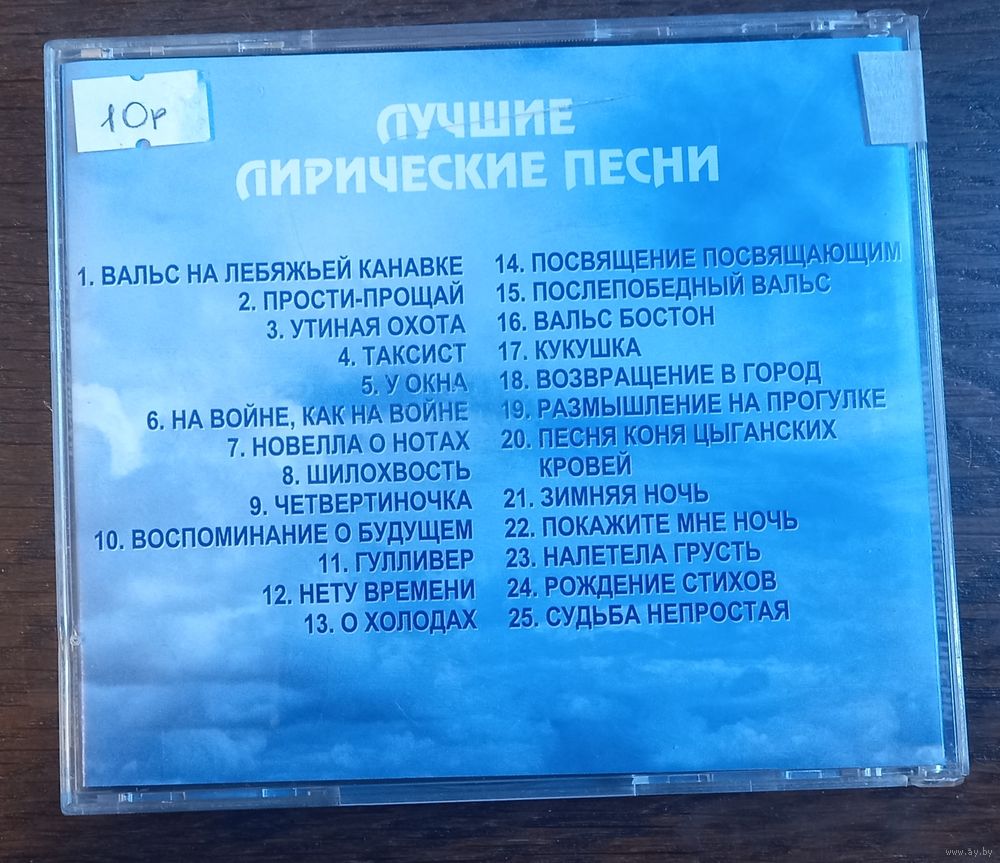 10р
ЛУЧШИЕ
ЛИРИЧЕСКИЕ ПЕСНИ
1. ВАЛЬС НА ЛЕБЯЖЬЕЙ КАНАВКЕ
2. ПРОСТИ-ПРОЩАЙ
3. УТИНАЯ ОХОТА
4. ТАКСИСТ
5. У ОКНА
6. НА ВОЙНЕ, КАК НА ВОЙНЕ
7. НОВЕЛЛА О НОТАХ
8. ШИЛОХВОСТЬ
9. ЧЕТВЕРТИНОЧКА
10. ВОСПОМИНАНИЕ О БУДУЩЕМ
11. ГУЛЛИВЕР
12. НЕТУ ВРЕМЕНИ
13. О ХОЛОДАХ
14. ПОСВЯЩЕНИЕ ПОСВЯЩАЮЩИМ
15. ПОСЛЕПОБЕДНЫЙ ВАЛЬС
16. ВАЛЬС БОСТОН
17. КУКУШКА
18. ВОЗВРАЩЕНИЕ В ГОРОД
19. РАЗМЫШЛЕНИЕ НА ПРОГУЛКЕ
20. ПЕСНЯ КОНЯ ЦЫГАНСКИХ
КРОВЕЙ
21. ЗИМНЯЯ НОЧЬ
22. ПОКАЖИТЕ МНЕ НОЧЬ
23. НАЛЕТЕЛА ГРУСТЬ
24. РОЖДЕНИЕ СТИХОВ
25. СУДЬБА НЕПРОСТАЯ
www.ay.by